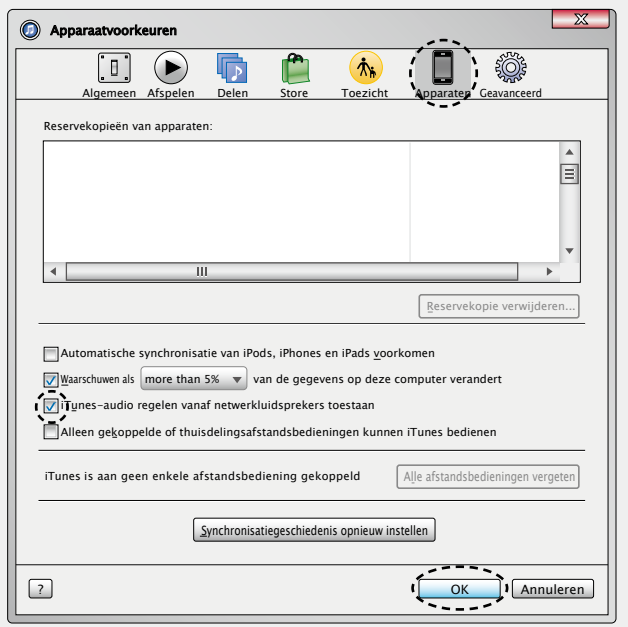 Apparaatvoorkeuren
Algemeen Afspelen Delen Store Toezicht Apparaten Geavanceerd
Reservekopieën van apparaten:
Reservekopie verwijderen...
Automatische synchronisatie van iPods, iPhones en iPads voorkomen
Waarschuwen als more than 5% van de gegevens op deze computer verandert
iTunes-audio regelen vanaf netwerkluidsprekers toestaan
Alleen gekoppelde of thuisdelingsafstandsbedieningen kunnen iTunes bedienen
iTunes is aan geen enkele afstandsbediening gekoppeld Alle afstandsbedieningen vergeten
Synchronisatiegeschiedenis opnieuw instellen
? OK Annuleren